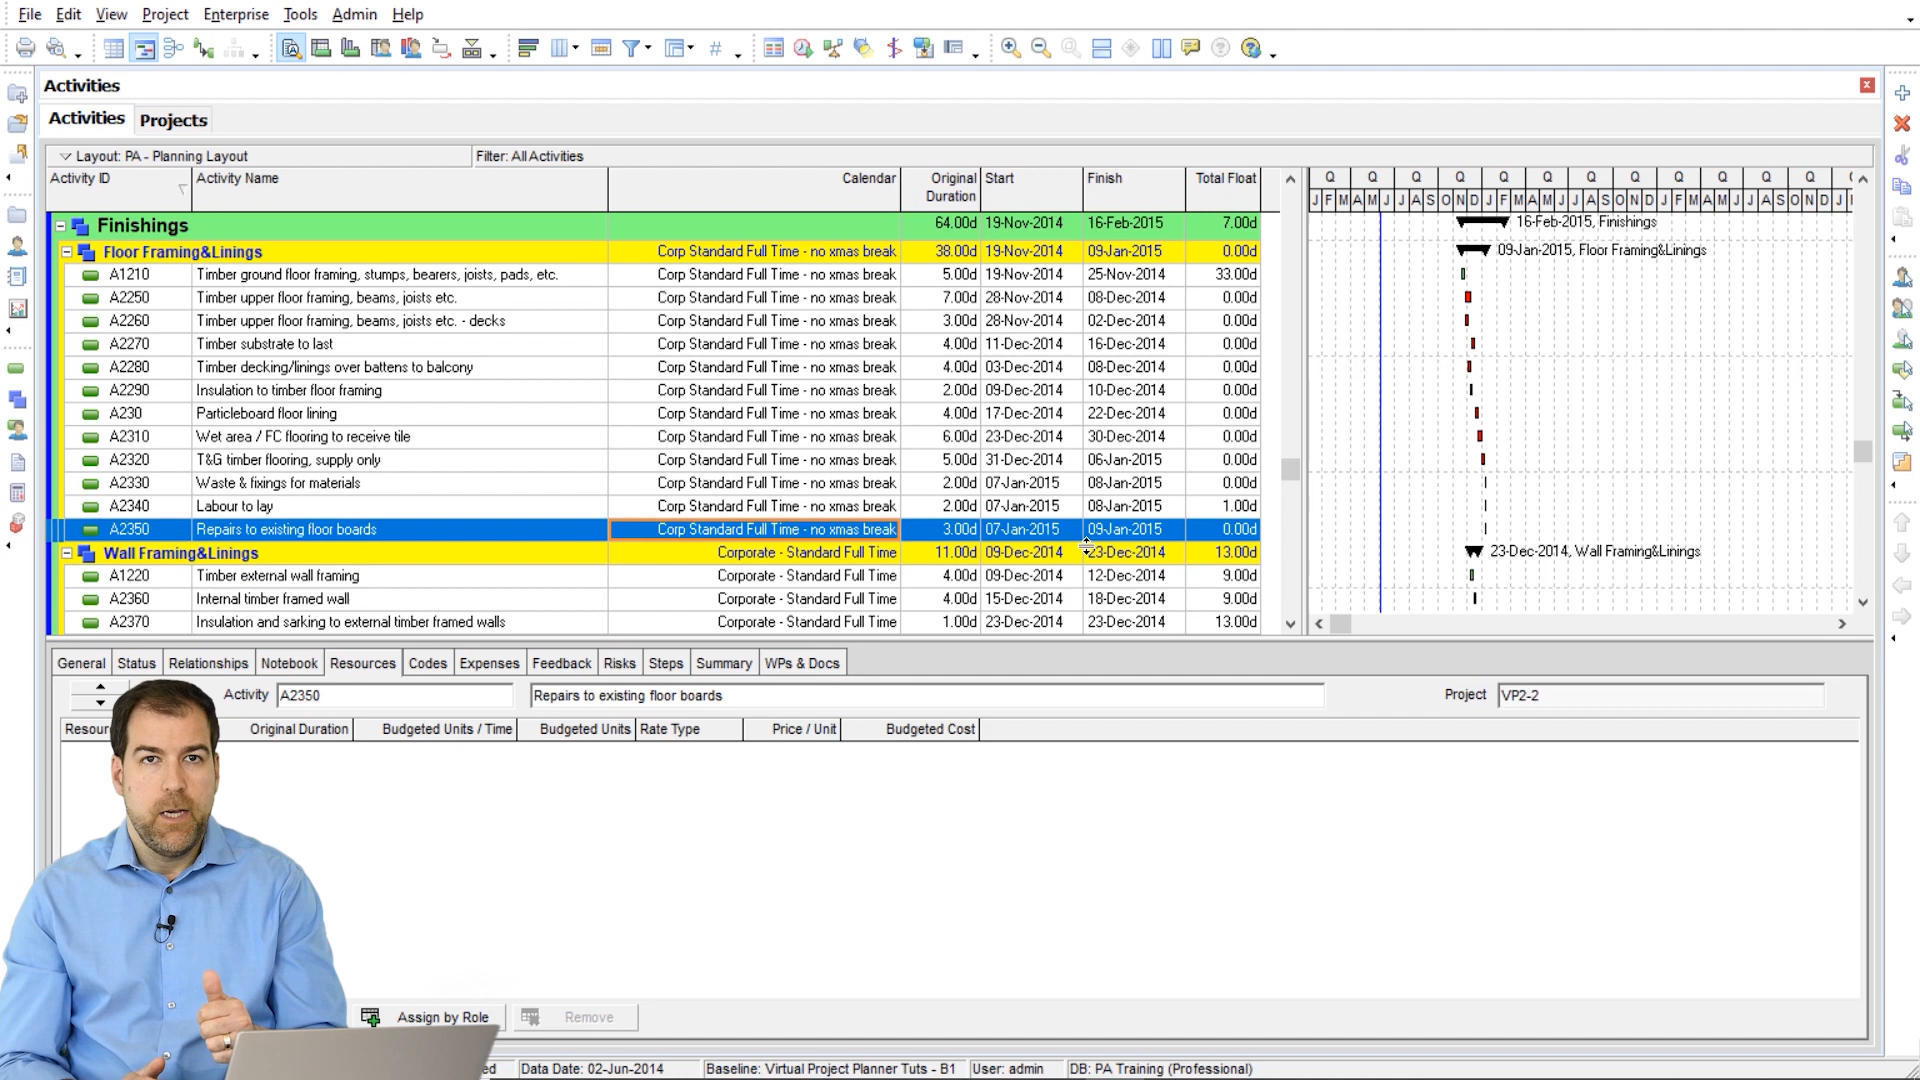 File Edit View Project Enterprise Tools Admin Help
Activities
Activities Projects
Layout: PA - Planning Layout Filter: All Activities
Activity ID Activity Name Calendar Original Duration Start Finish Total Float
Q Q Q Q Q Q Q Q Q Q Q Q
J F M A M J J A S O N D J F M A M J J A S O N D J F M A M J J A S O N D J
Finishings 64.00d 19-Nov-2014 16-Feb-2015 7.00d 16-Feb-2015, Finishings
Floor Framing&Linings Corp Standard Full Time - no xmas break 38.00d 19-Nov-2014 09-Jan-2015 0.00d 09-Jan-2015, Floor Framing&Linings
A1210 Timber ground floor framing, stumps, bearers, joists, pads, etc. Corp Standard Full Time - no xmas break 5.00d 19-Nov-2014 25-Nov-2014 33.00d
A2250 Timber upper floor framing, beams, joists etc. Corp Standard Full Time - no xmas break 7.00d 28-Nov-2014 08-Dec-2014 0.00d
A2260 Timber upper floor framing, beams, joists etc. - decks Corp Standard Full Time - no xmas break 3.00d 28-Nov-2014 02-Dec-2014 0.00d
A2270 Timber substrate to last Corp Standard Full Time - no xmas break 4.00d 11-Dec-2014 16-Dec-2014 0.00d
A2280 Timber decking/linings over battens to balcony Corp Standard Full Time - no xmas break 4.00d 03-Dec-2014 08-Dec-2014 0.00d
A2290 Insulation to timber floor framing Corp Standard Full Time - no xmas break 2.00d 09-Dec-2014 10-Dec-2014 0.00d
A230 Particleboard floor lining Corp Standard Full Time - no xmas break 4.00d 17-Dec-2014 22-Dec-2014 0.00d
A2310 Wet area / FC flooring to receive tile Corp Standard Full Time - no xmas break 6.00d 23-Dec-2014 30-Dec-2014 0.00d
A2320 T&G timber flooring, supply only Corp Standard Full Time - no xmas break 5.00d 31-Dec-2014 06-Jan-2015 0.00d
A2330 Waste & fixings for materials Corp Standard Full Time - no xmas break 2.00d 07-Jan-2015 08-Jan-2015 0.00d
A2340 Labour to lay Corp Standard Full Time - no xmas break 2.00d 07-Jan-2015 08-Jan-2015 1.00d
A2350 Repairs to existing floor boards Corp Standard Full Time - no xmas break 3.00d 07-Jan-2015 09-Jan-2015 0.00d
Wall Framing&Linings Corporate - Standard Full Time 11.00d 09-Dec-2014 23-Dec-2014 13.00d 23-Dec-2014, Wall Framing&Linings
A1220 Timber external wall framing Corporate - Standard Full Time 4.00d 09-Dec-2014 12-Dec-2014 9.00d
A2360 Internal timber framed wall Corporate - Standard Full Time 4.00d 15-Dec-2014 18-Dec-2014 9.00d
A2370 Insulation and sarking to external timber framed walls Corporate - Standard Full Time 1.00d 23-Dec-2014 23-Dec-2014 13.00d
General Status Relationships Notebook Resources Codes Expenses Feedback Risks Steps Summary WPs & Docs
Activity A2350 Repairs to existing floor boards Project VP2-2
Resour Original Duration Budgeted Units / Time Budgeted Units Rate Type Price / Unit Budgeted Cost
Assign by Role Remove
ed Data Date: 02-Jun-2014 Baseline: Virtual Project Planner Tuts - B1 User: admin DB: PA Training (Professional)